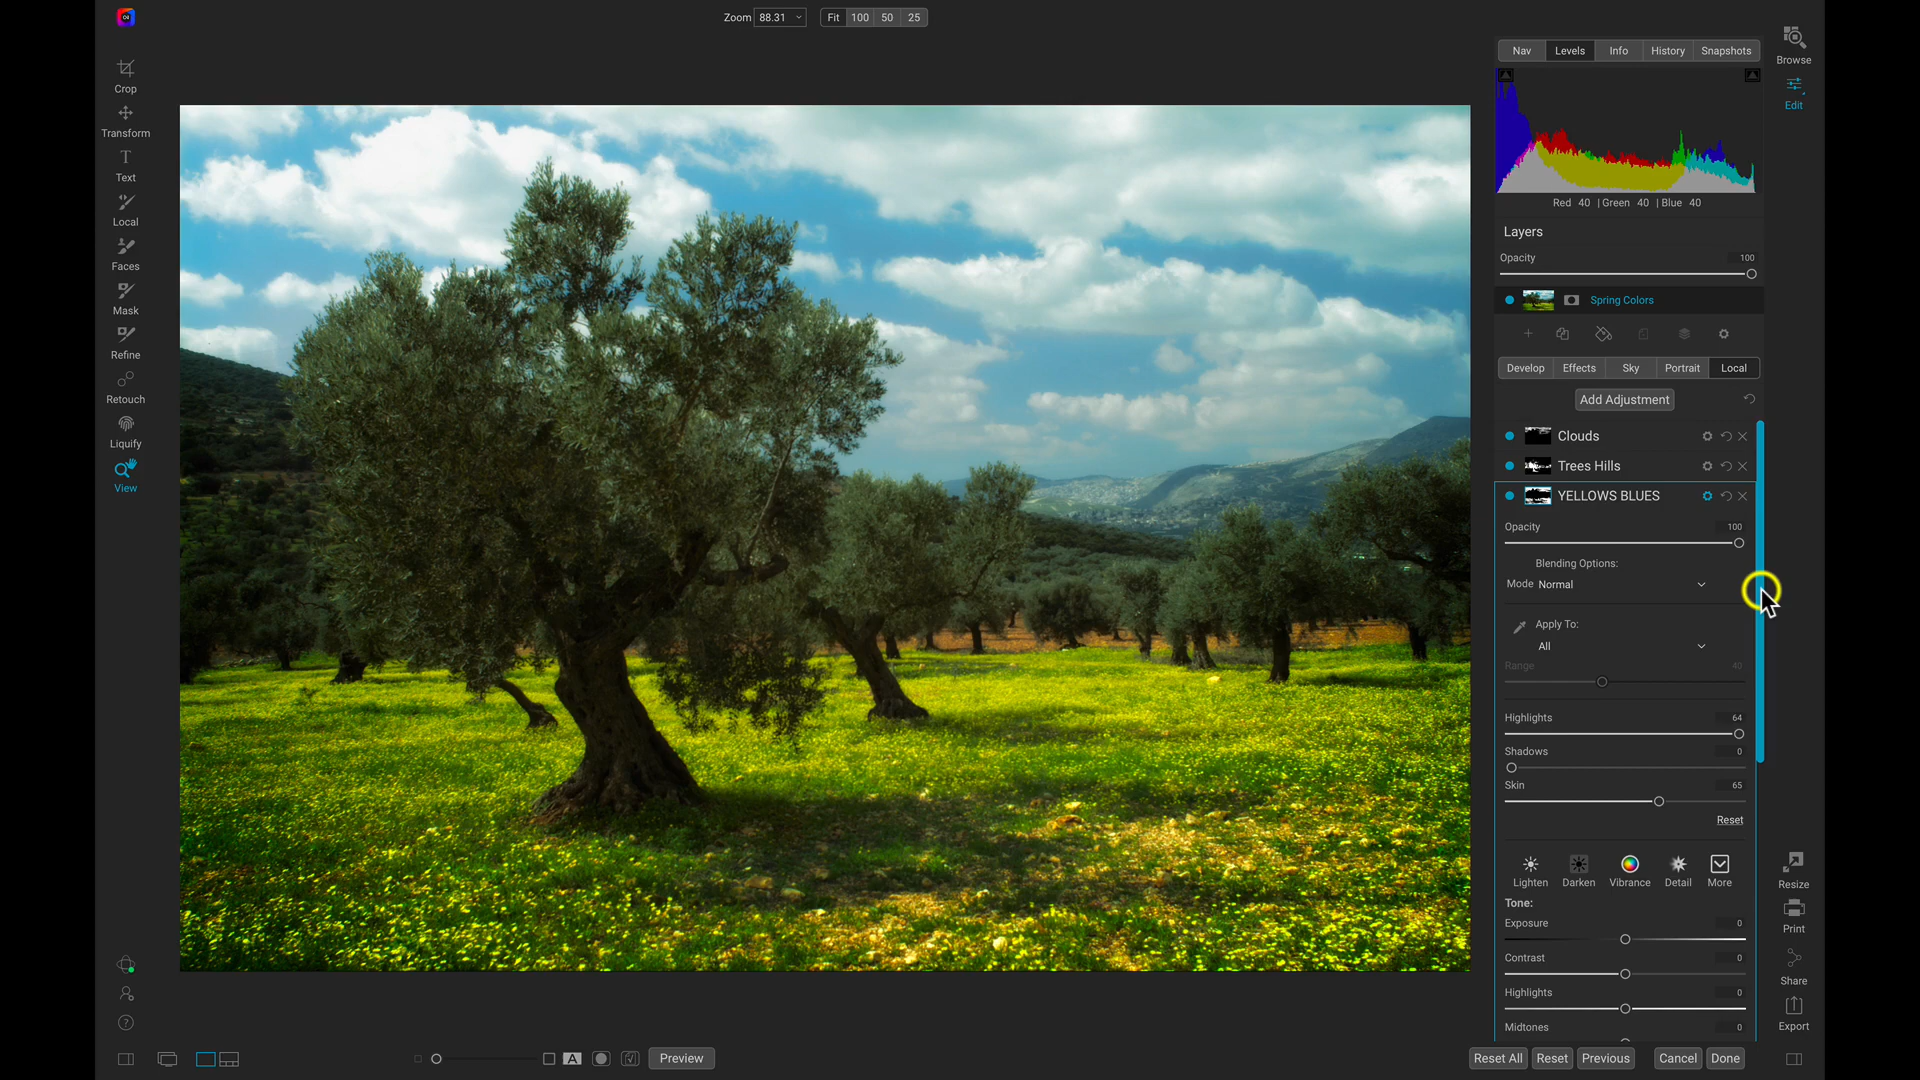 Zoom 88.31 Fit 100 50 25
Nav Levels Info History Snapshots
Browse
Edit
Crop
Transform
Text
Local
Faces
Mask
Refine
Retouch
Liquify
View
Red 40 | Green 40 | Blue 40
Layers
Opacity 100
Spring Colors
Develop Effects Sky Portrait Local
Add Adjustment
Clouds
Trees Hills
YELLOWS BLUES
Opacity 100
Blending Options:
Mode Normal
Apply To:
All
Range 40
Highlights 64
Shadows 0
Skin 65
Reset
Lighten Darken Vibrance Detail More
Tone:
Exposure 0
Contrast 0
Highlights 0
Midtones 0
Resize
Print
Share
Export
A Preview
Reset All Reset Previous Cancel Done